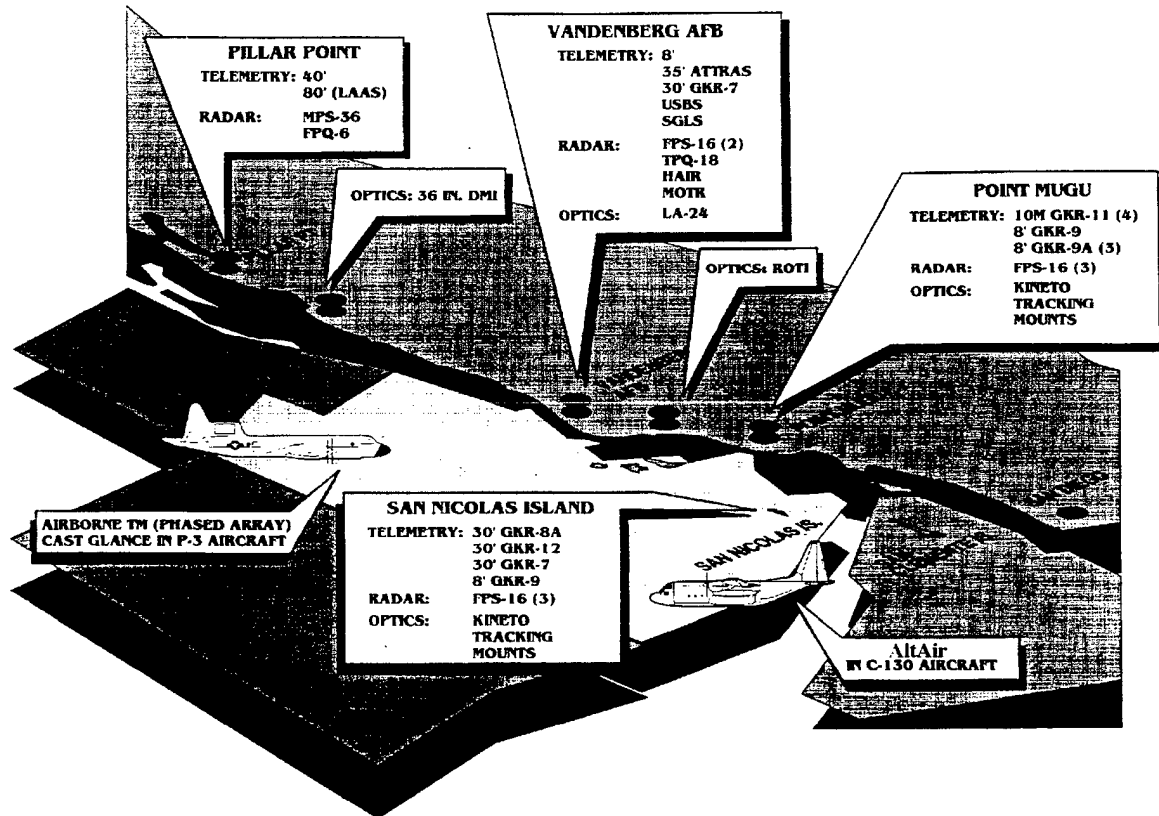 PILLAR POINT
TELEMETRY: 40'
80' (LAAS)
RADAR: MPS-36
FPQ-6
OPTICS: 36 IN. DMI
VANDENBERG AFB
TELEMETRY: 8'
35' ATTRAS
30' GKR-7
USBS
SGLS
RADAR: FPS-16 (2)
TPQ-18
HAIR
MOTR
OPTICS: LA-24
OPTICS: ROTI
POINT MUGU
TELEMETRY: 10M GKR-11 (4)
8' GKR-9
8' GKR-9A (3)
RADAR: FPS-16 (3)
OPTICS: KINETO
TRACKING
MOUNTS
AIRBORNE TM (PHASED ARRAY)
CAST GLANCE IN P-3 AIRCRAFT
SAN NICOLAS ISLAND
TELEMETRY: 30' GKR-8A
30' GKR-12
30' GKR-7
8' GKR-9
RADAR: FPS-16 (3)
OPTICS: KINETO
TRACKING
MOUNTS
SAN NICOLAS IS.
SAN DIEGO
AltAir
IN C-130 AIRCRAFT